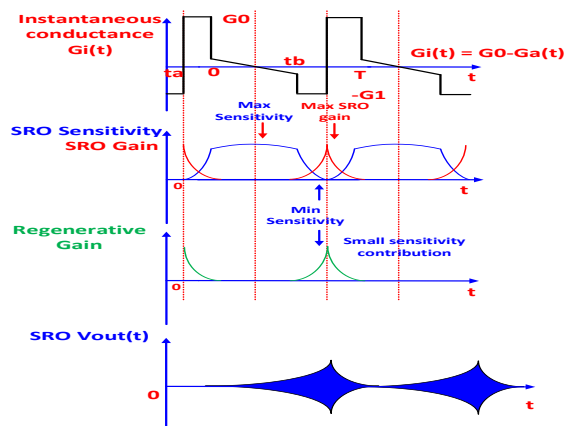 Instantaneous
conductance
Gi(t)
G0
ta
0
tb
T
-G1
t
Gi(t) = G0-Ga(t)
Max
Sensitivity
Max SRO
gain
SRO Sensitivity
SRO Gain
0
t
Min
Sensitivity
Regenerative
Gain
Small sensitivity
contribution
0
t
SRO Vout(t)
0
t